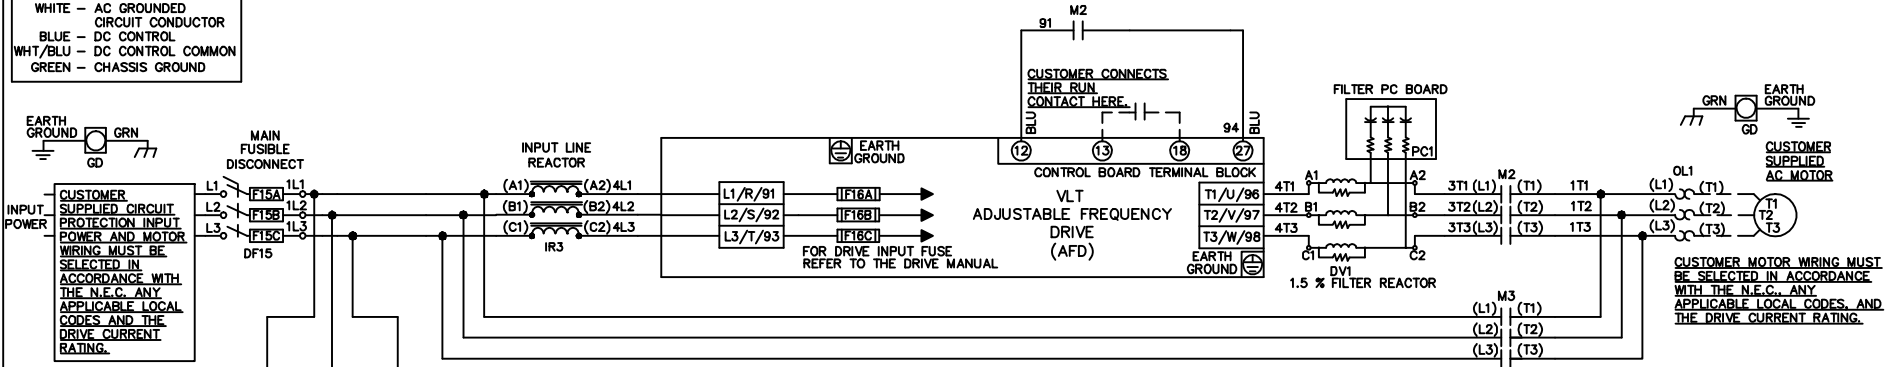 WHITE – AC GROUNDED
CIRCUIT CONDUCTOR
BLUE – DC CONTROL
WHT/BLU – DC CONTROL COMMON
GREEN – CHASSIS GROUND
EARTH
GROUND
GRN
GD
MAIN
FUSIBLE
DISCONNECT
INPUT
POWER
CUSTOMER
SUPPLIED CIRCUIT
PROTECTION INPUT
POWER AND MOTOR
WIRING MUST BE
SELECTED IN
ACCORDANCE WITH
THE N.E.C. ANY
APPLICABLE LOCAL
CODES AND THE
DRIVE CURRENT
RATING.
L1 F15A 1L1
L2 F15B 1L2
L3 F15C 1L3
DF15
INPUT LINE
REACTOR
(A1) (A2) 4L1
(B1) (B2) 4L2
(C1) (C2) 4L3
IR3
M2
91
BLU
CUSTOMER CONNECTS
THEIR RUN
CONTACT HERE.
94
BLU
12 13 18 27
CONTROL BOARD TERMINAL BLOCK
EARTH
GROUND
L1/R/91
L2/S/92
L3/T/93
F16A
F16B
F16C
FOR DRIVE INPUT FUSE
REFER TO THE DRIVE MANUAL
VLT
ADJUSTABLE FREQUENCY
DRIVE
(AFD)
T1/U/96
T2/V/97
T3/W/98
EARTH
GROUND
FILTER PC BOARD
PC1
4T1 A1 A2
4T2 B1 B2
4T3 C1 C2
DV1
1.5 % FILTER REACTOR
M2
3T1 (L1) (T1) 1T1
3T2 (L2) (T2) 1T2
3T3 (L3) (T3) 1T3
M3
(L1) (T1)
(L2) (T2)
(L3) (T3)
GRN
GD
EARTH
GROUND
CUSTOMER
SUPPLIED
AC MOTOR
OL1
(L1) (T1) T1
(L2) (T2) T2
(L3) (T3) T3
CUSTOMER MOTOR WIRING MUST
BE SELECTED IN ACCORDANCE
WITH THE N.E.C., ANY
APPLICABLE LOCAL CODES, AND
THE DRIVE CURRENT RATING.